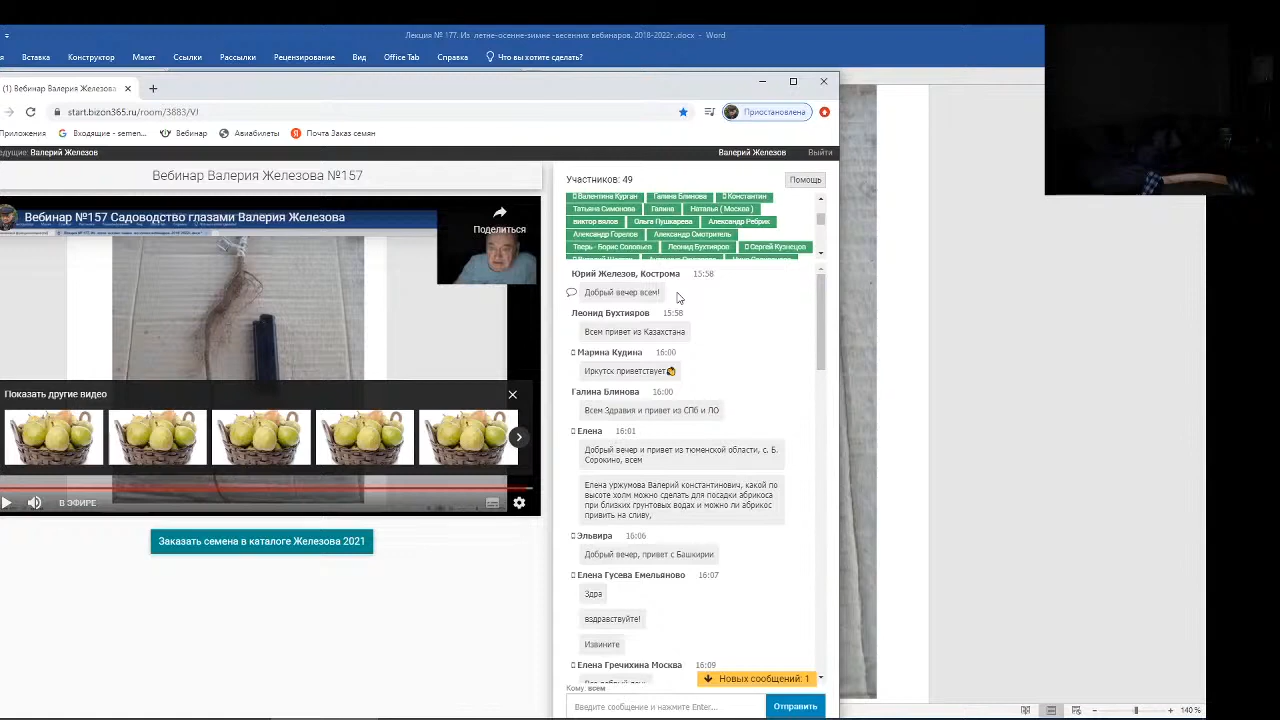 Лекция № 177. Из летне-осенне-зимне -весенних вебинаров. 2018-2022г..docx - Word
Вставка Конструктор Макет Ссылки Рассылки Рецензирование Вид Office Tab Справка Что вы хотите сделать?
(1) Вебинар Валерия Железова
start.bizon365.ru/room/3883/VI
Приостановлена
Приложения Входящие - semen... Вебинар Авиабилеты Почта Заказ семян
едущие: Валерий Железов Валерий Железов Выйти
Вебинар Валерия Железова №157
Участников: 49 Помощь
Валентина Курган Галина Блинова Константин
Татьяна Симонова Галина Наталья ( Москва )
виктор вялов Ольга Пушкарева Александр Ребрик
Александр Горелов Александр Смотритель
Тверь - Борис Соловьев Леонид Бухтияров Сергей Кузнецов
Вебинар №157 Садоводство глазами Валерия Железова
Поделиться
Показать другие видео
В ЭФИРЕ
Заказать семена в каталоге Железова 2021
Юрий Железов, Кострома 15:58
Добрый вечер всем!
Леонид Бухтияров 15:58
Всем привет из Казахстана
Марина Кудина 16:00
Иркутск приветствует
Галина Блинова 16:00
Всем Здравия и привет из СПб и ЛО
Елена 16:01
Добрый вечер и привет из тюменской области, с. Б.
Сорокино, всем
Елена уржумова Валерий константинович, какой по
высоте холм можно сделать для посадки абрикоса
при близких грунтовых водах и можно ли абрикос
привить на сливу,
Эльвира 16:06
Добрый вечер, привет с Башкирии
Елена Гусева Емельяново 16:07
Здра
вздравствуйте!
Извините
Елена Гречихина Москва 16:09
Новых сообщений: 1
Кому: всем
Введите сообщение и нажмите Enter...
Отправить
140 %